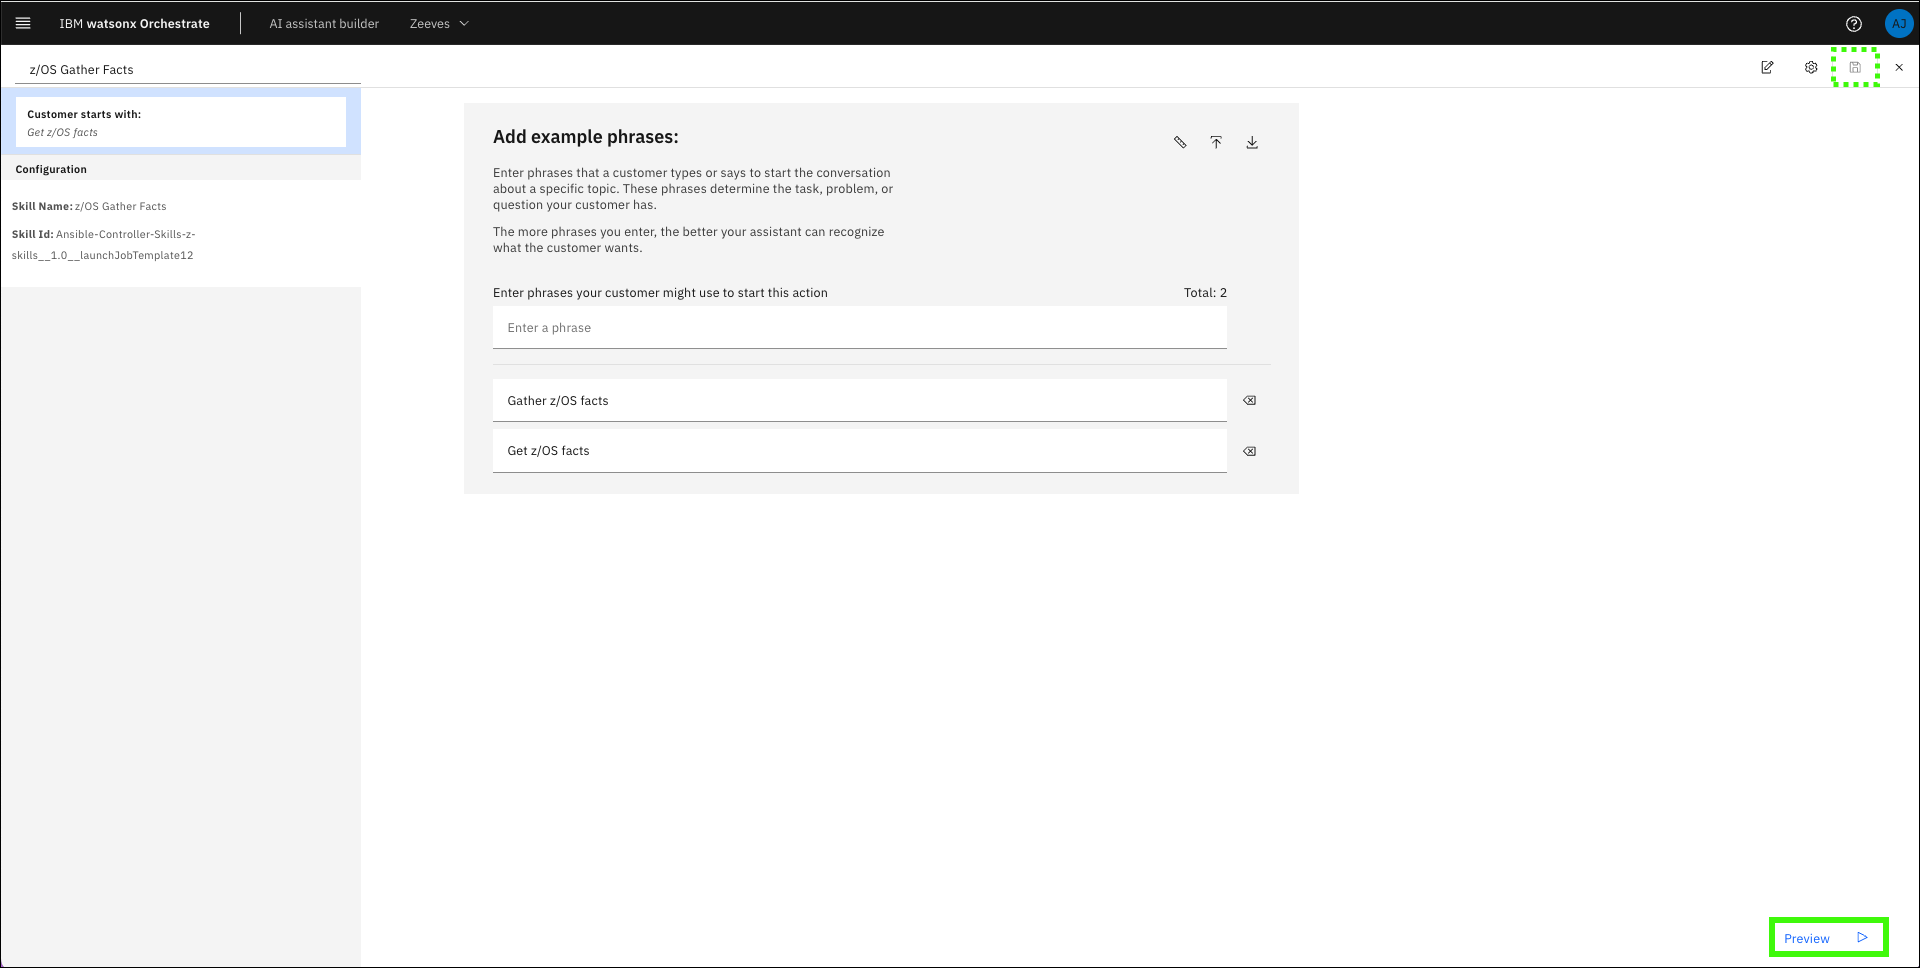 IBM watsonx Orchestrate
AI assistant builder
Zeeves
AJ
z/OS Gather Facts
Customer starts with:
Get z/OS facts
Configuration
Skill Name: z/OS Gather Facts
Skill Id: Ansible-Controller-Skills-z-
skills__1.0__launchJobTemplate12
Add example phrases:
Enter phrases that a customer types or says to start the conversation
about a specific topic. These phrases determine the task, problem, or
question your customer has.
The more phrases you enter, the better your assistant can recognize
what the customer wants.
Enter phrases your customer might use to start this action
Total: 2
Enter a phrase
Gather z/OS facts
Get z/OS facts
Preview